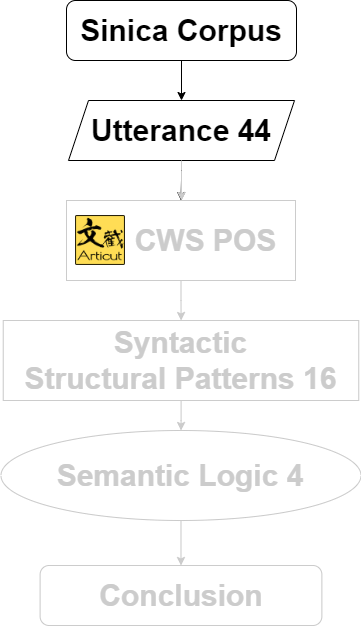 Sinica Corpus
Utterance 44
文截
Articut
CWS POS
Syntactic
Structural Patterns 16
Semantic Logic 4
Conclusion